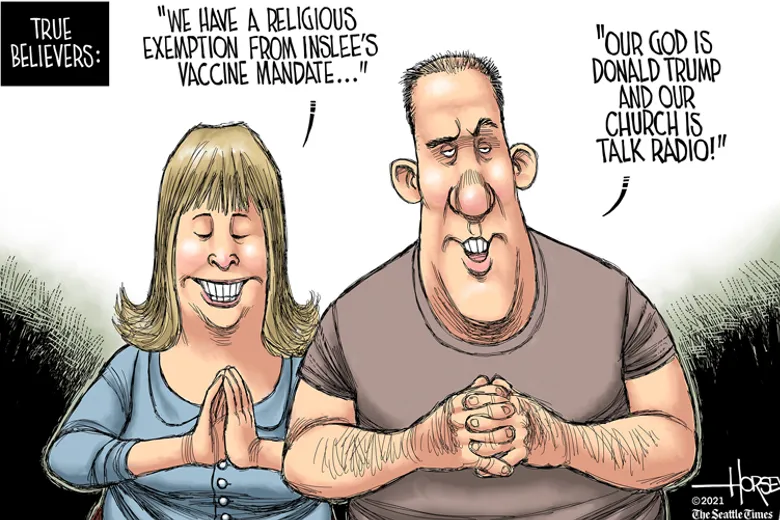 TRUE
BELIEVERS:
"WE HAVE A RELIGIOUS
EXEMPTION FROM INSLEE'S
VACCINE MANDATE..."
"OUR GOD IS
DONALD TRUMP
AND OUR
CHURCH IS
TALK RADIO!"
HORSEY
©2021
The Seattle Times